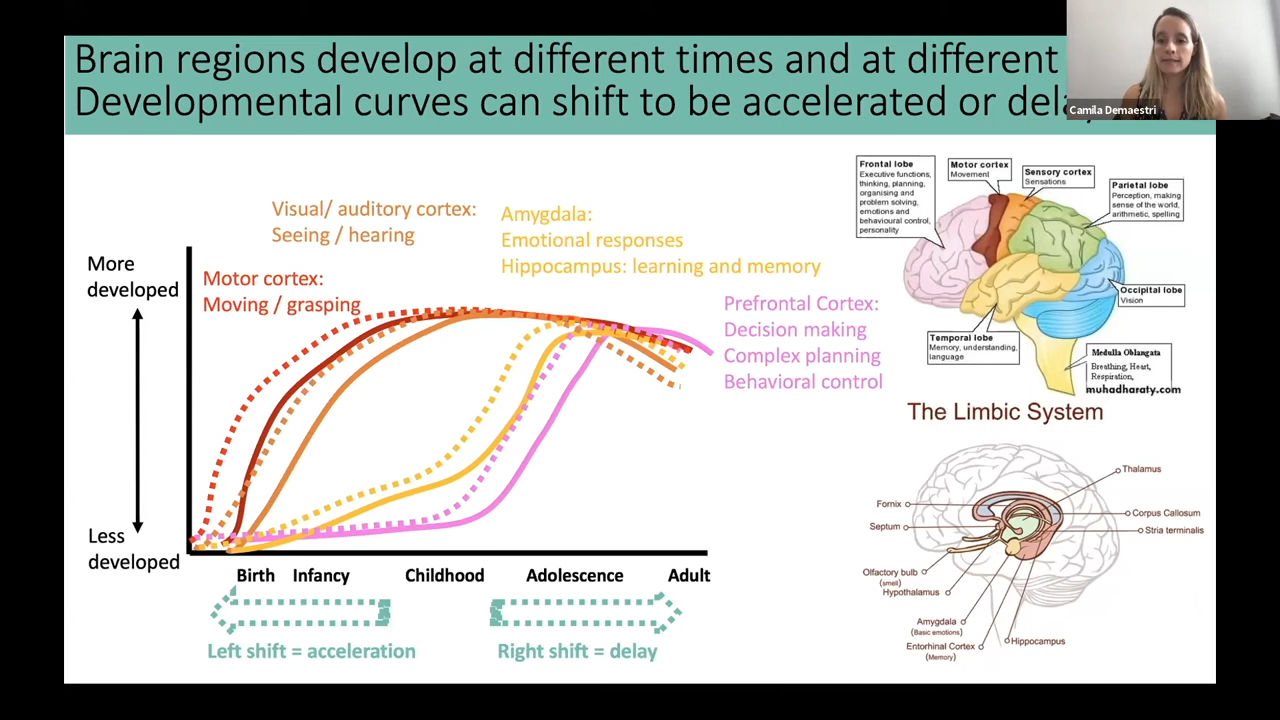 Brain regions develop at different times and at different
Developmental curves can shift to be accelerated or
Camila Demaestri
Visual/ auditory cortex:
Seeing / hearing
Amygdala:
Emotional responses
Hippocampus: learning and memory
Motor cortex:
Moving / grasping
Prefrontal Cortex:
Decision making
Complex planning
Behavioral control
More
developed
Less
developed
Birth
Infancy
Childhood
Adolescence
Adult
Left shift = acceleration
Right shift = delay
Frontal lobe
Executive functions,
thinking, planning,
organising and
problem solving,
emotions and
behavioural control,
personality
Motor cortex
Movement
Sensory cortex
Sensations
Parietal lobe
Perception, making
sense of the world,
arithmetic, spelling
Occipital lobe
Vision
Temporal lobe
Memory, understanding,
language
Medulla Oblangata
Breathing, Heart,
Respiration,
muhadharaty.com
The Limbic System
Thalamus
Fornix
Corpus Callosum
Septum
Stria terminalis
Olfactory bulb
(smell)
Hypothalamus
Amygdala
(Basic emotions)
Hippocampus
Entorhinal Cortex
(Memory)